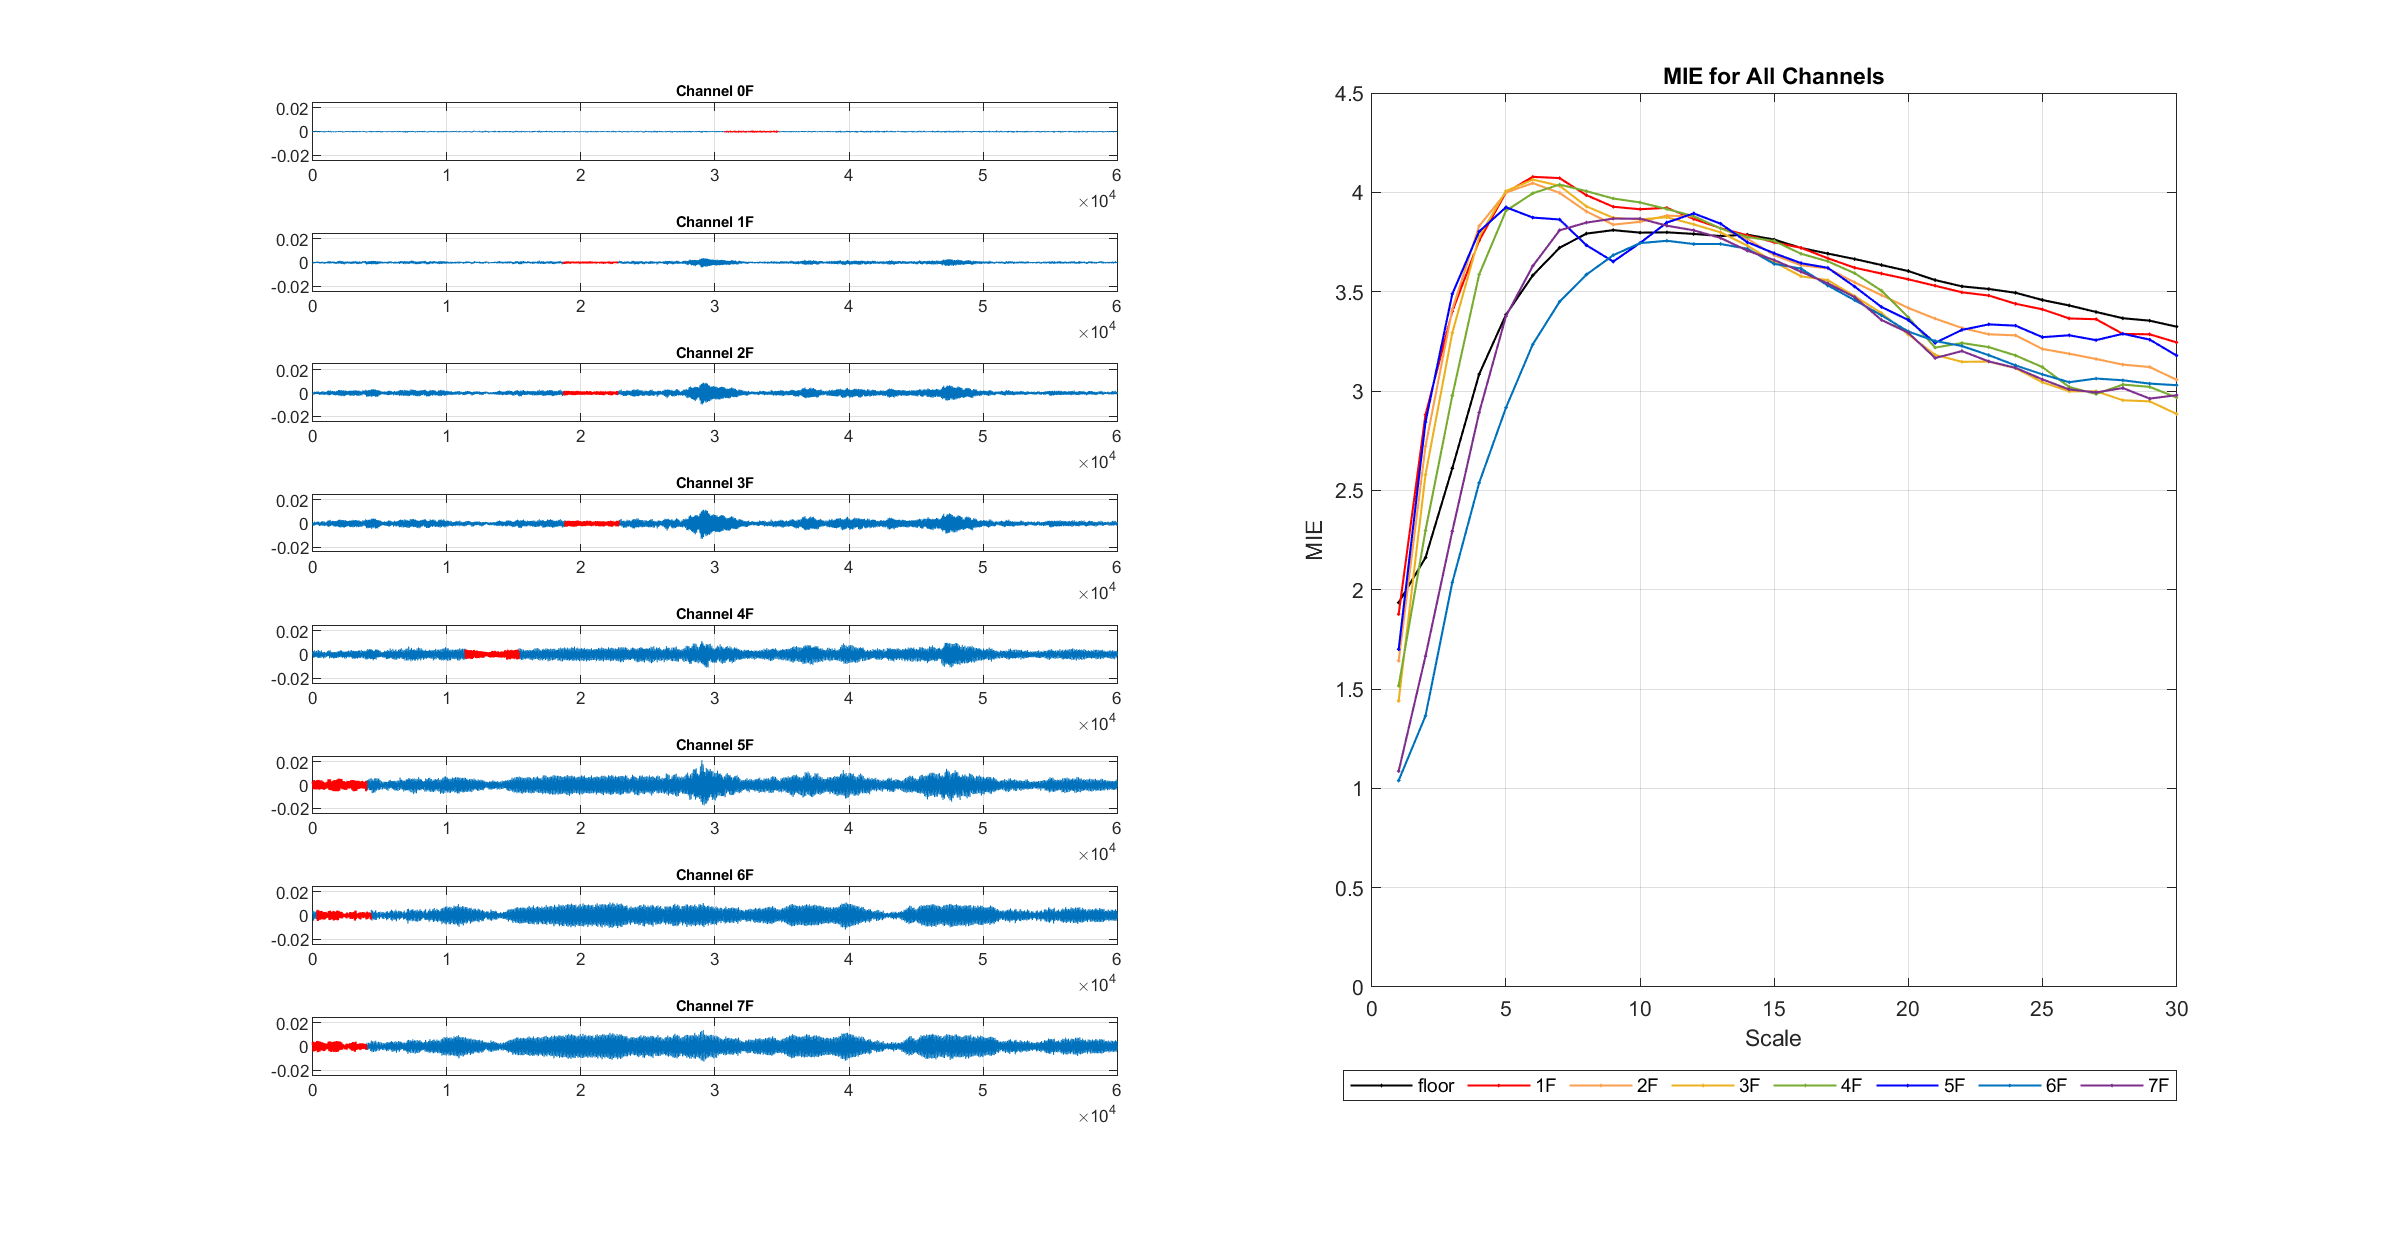 Channel 0F
0.02
0
-0.02
0 1 2 3 4 5 6
×10^4
Channel 1F
0.02
0
-0.02
0 1 2 3 4 5 6
×10^4
Channel 2F
0.02
0
-0.02
0 1 2 3 4 5 6
×10^4
Channel 3F
0.02
0
-0.02
0 1 2 3 4 5 6
×10^4
Channel 4F
0.02
0
-0.02
0 1 2 3 4 5 6
×10^4
Channel 5F
0.02
0
-0.02
0 1 2 3 4 5 6
×10^4
Channel 6F
0.02
0
-0.02
0 1 2 3 4 5 6
×10^4
Channel 7F
0.02
0
-0.02
0 1 2 3 4 5 6
×10^4
MIE for All Channels
4.5
4
3.5
3
2.5
2
1.5
1
0.5
0
MIE
0 5 10 15 20 25 30
Scale
floor 1F 2F 3F 4F 5F 6F 7F